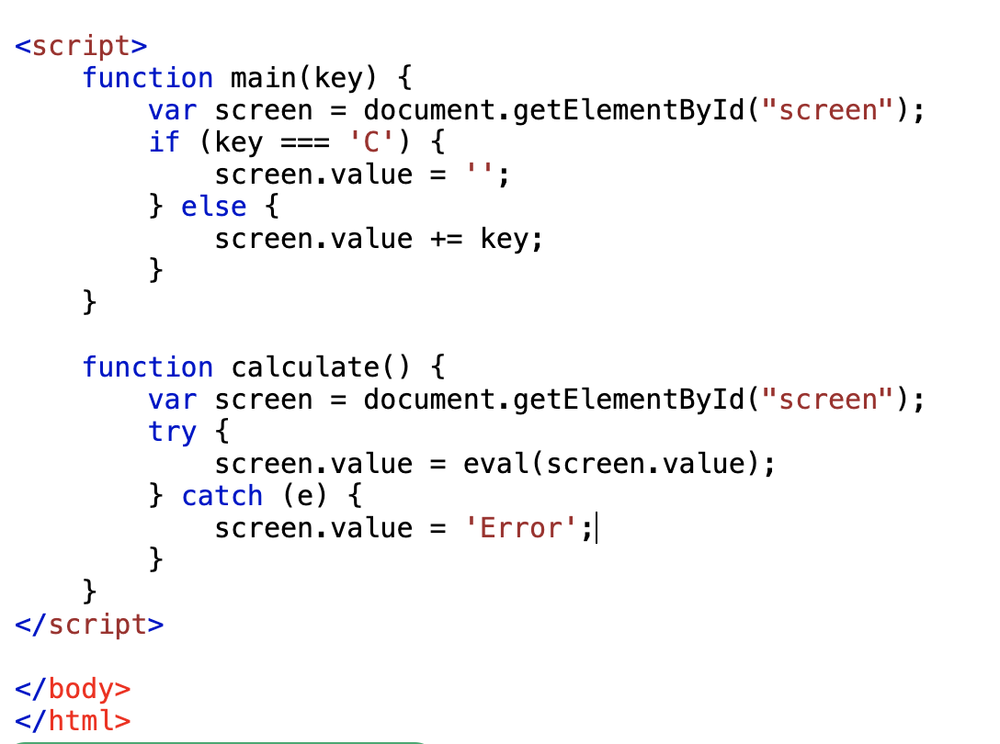 <script>
    function main(key) {
        var screen = document.getElementById("screen");
        if (key === 'C') {
            screen.value = '';
        } else {
            screen.value += key;
        }
    }

    function calculate() {
        var screen = document.getElementById("screen");
        try {
            screen.value = eval(screen.value);
        } catch (e) {
            screen.value = 'Error';
        }
    }
</script>

</body>
</html>